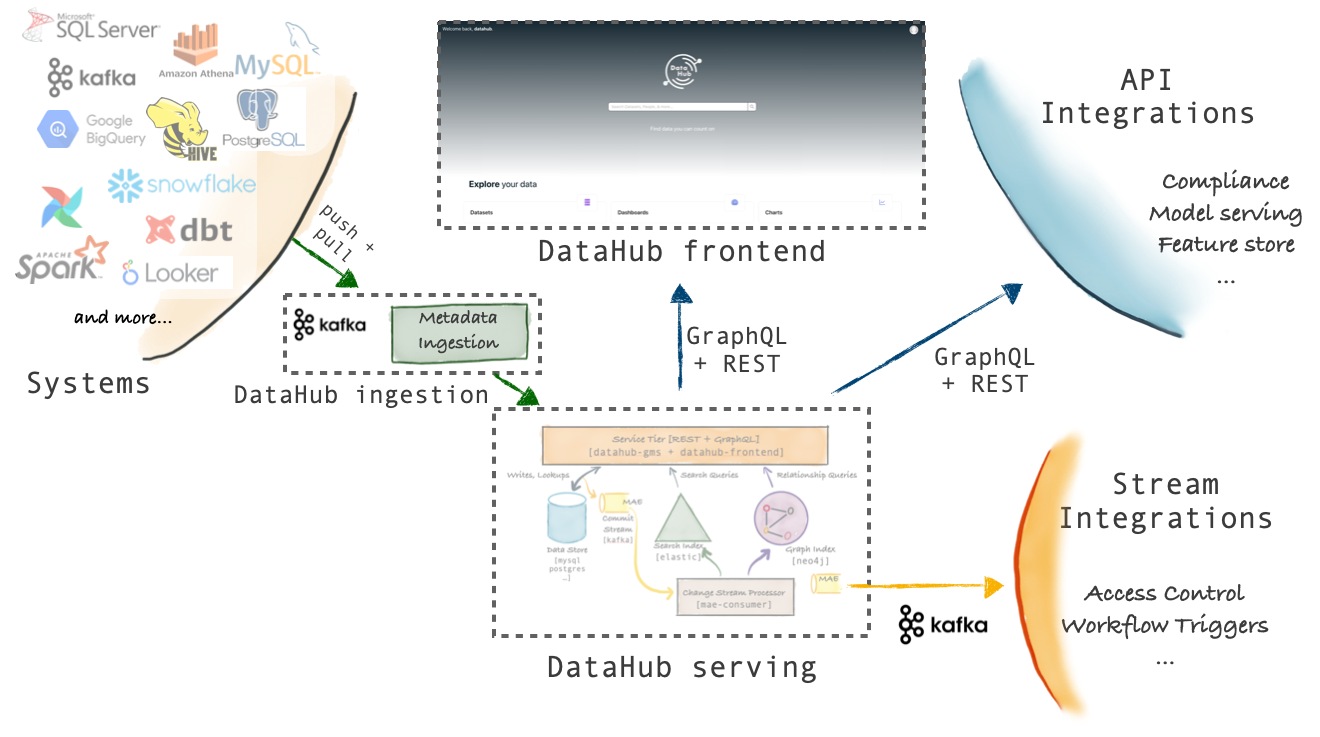 Microsoft
SQL Server
Amazon Athena
MySQL
kafka
Google
BigQuery
HIVE
PostgreSQL
snowflake
dbt
APACHE
Spark
Looker
and more...
Systems
push +
pull
kafka
Metadata
Ingestion
DataHub ingestion
Welcome back, datahub
Data
Hub
Find data you can count on
Explore your data
Datasets
Dashboards
Charts
DataHub frontend
GraphQL
+ REST
GraphQL
+ REST
API
Integrations
Compliance
Model serving
Feature store
...
Service Tier [REST + GraphQL]
[datahub-gms + datahub-frontend]
Writes, Lookups
Search Queries
Relationship Queries
MAE
Commit
Stream
[kafka]
Data Store
[mysql
postgres
…]
Search Index
[elastic]
Graph Index
[neo4j]
Change Stream Processor
[mae-consumer]
MAE
DataHub serving
kafka
Stream
Integrations
Access Control
Workflow Triggers
...